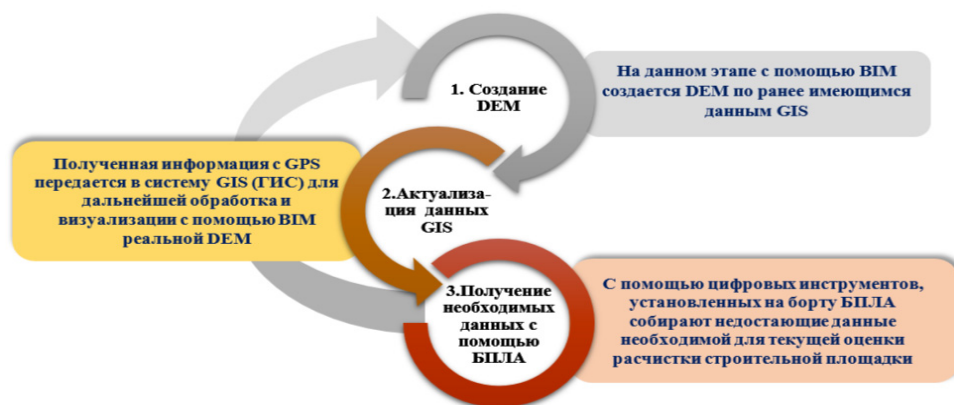 1. Создание
DEM
На данном этапе с помощью BIM
создается DEM по ранее имеющимся
данным GIS
Полученная информация с GPS
передается в систему GIS (ГИС) для
дальнейшей обработка и
визуализации с помощью BIM
реальной DEM
2.Актуализа-
ция данных
GIS
3.Получение
необходимых
данных с
помощью
БПЛА
С помощью цифровых инструментов,
установленных на борту БПЛА
собирают недостающие данные
необходимой для текущей оценки
расчистки строительной площадки